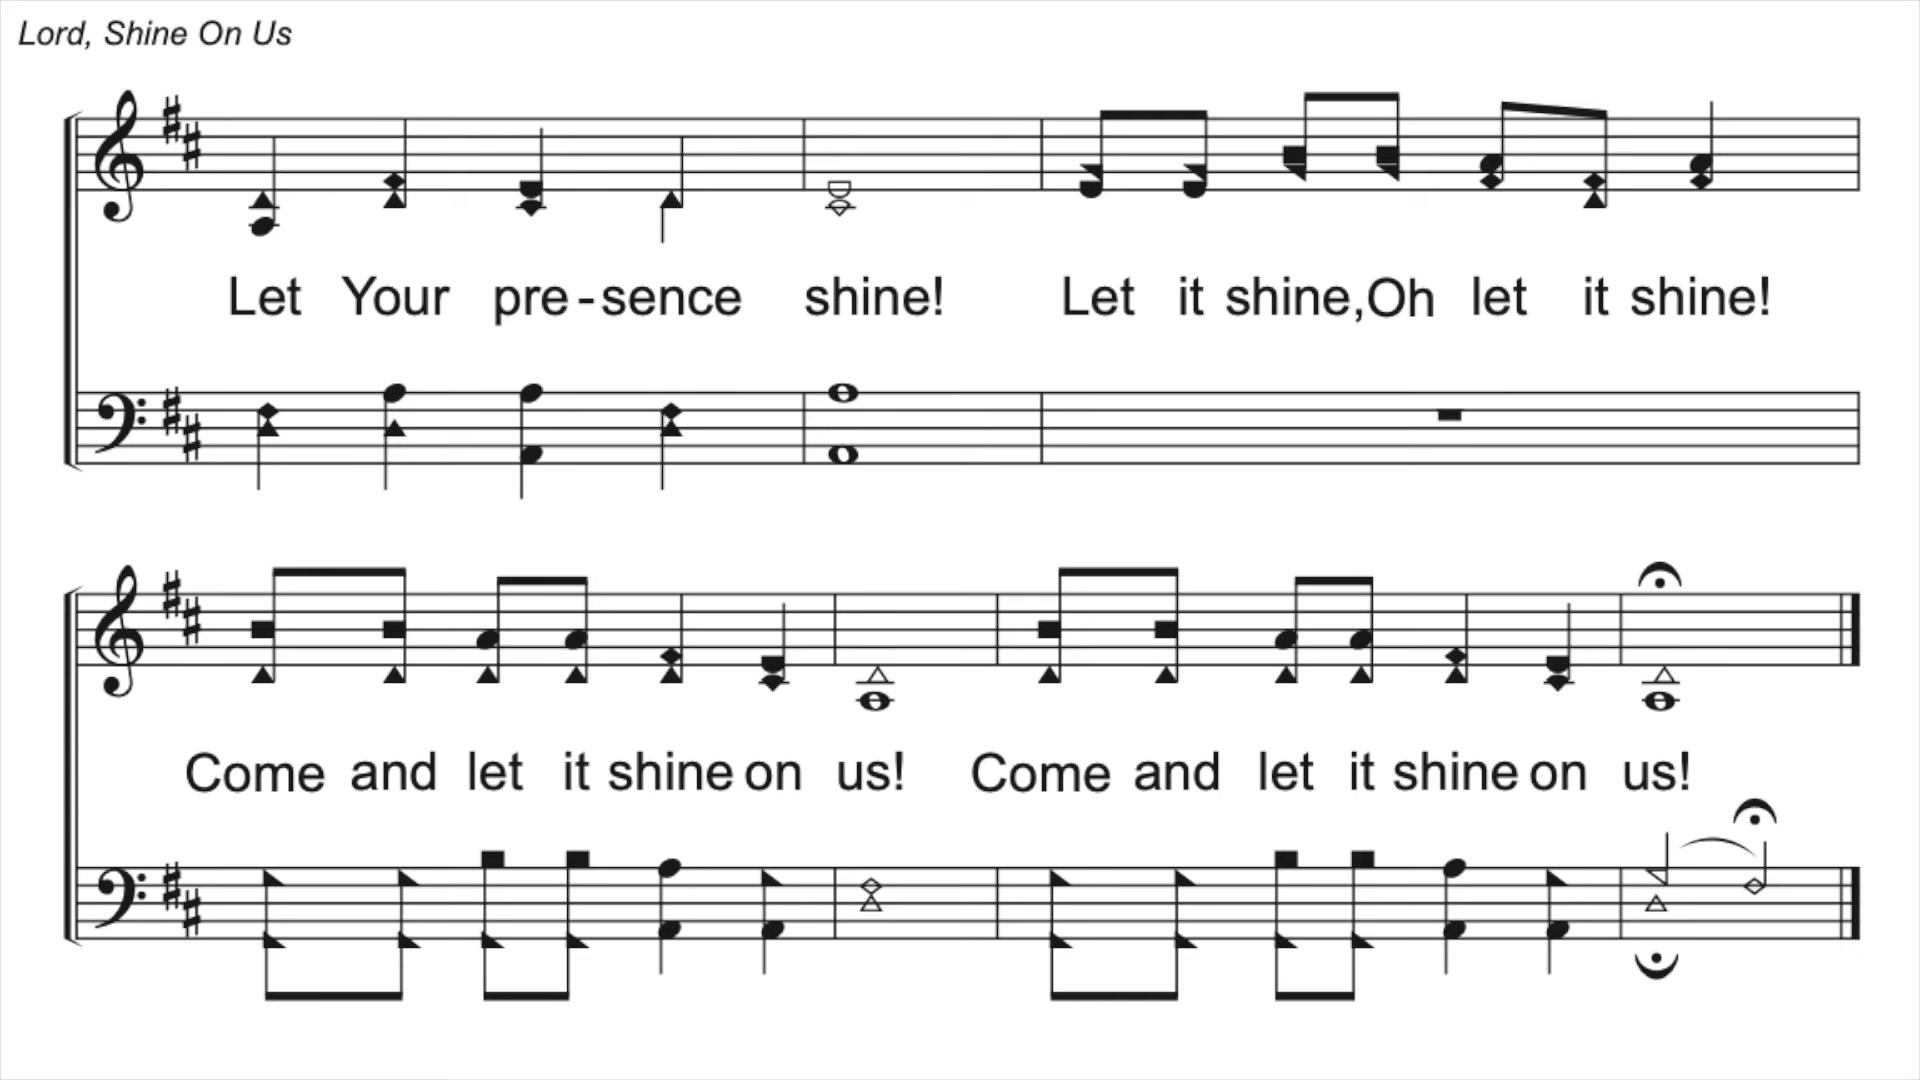 Lord, Shine On Us
Let Your pre-sence shine! Let it shine,Oh let it shine!
Come and let it shine on us! Come and let it shine on us!